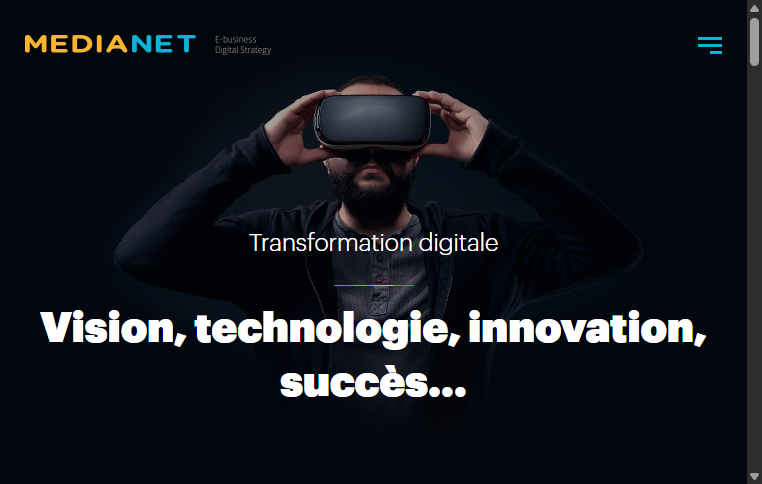 MEDIANET
E-business
Digital Strategy
Transformation digitale
Vision, technologie, innovation,
succès...